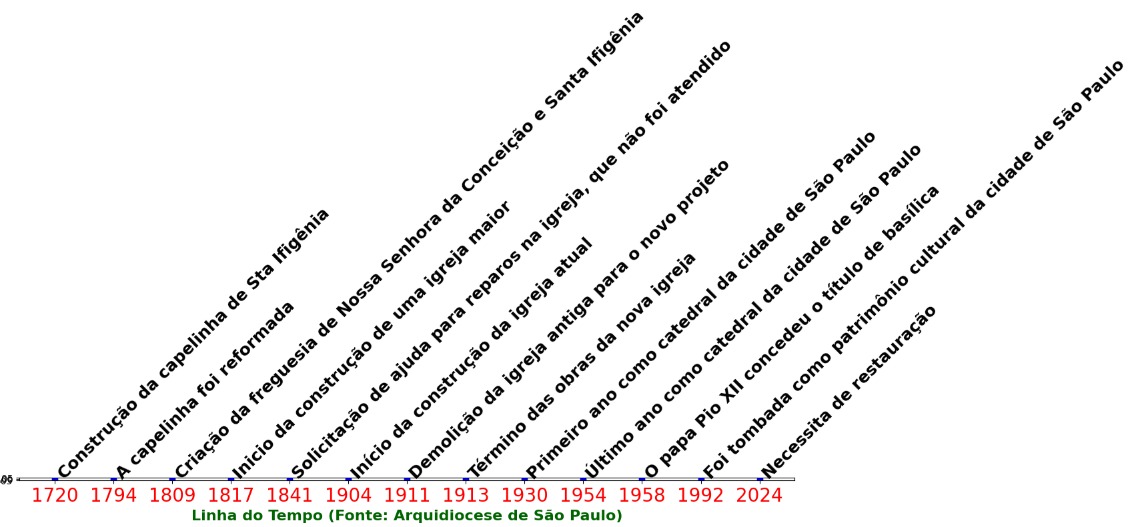 Construção da capelinha de Sta Ifigênia
A capelinha foi reformada
Criação da freguesia de Nossa Senhora da Conceição e Santa Ifigênia
Inicio da construção de uma igreja maior
Solicitação de ajuda para reparos na igreja, que não foi atendido
Início da construção da igreja atual
Demolição da igreja antiga para o novo projeto
Término das obras da nova igreja
Primeiro ano como catedral da cidade de São Paulo
Último ano como catedral da cidade de São Paulo
O papa Pio XII concedeu o título de basílica
Foi tombada como patrimônio cultural da cidade de São Paulo
Necessita de restauração
1720 1794 1809 1817 1841 1904 1911 1913 1930 1954 1958 1992 2024
Linha do Tempo (Fonte: Arquidiocese de São Paulo)